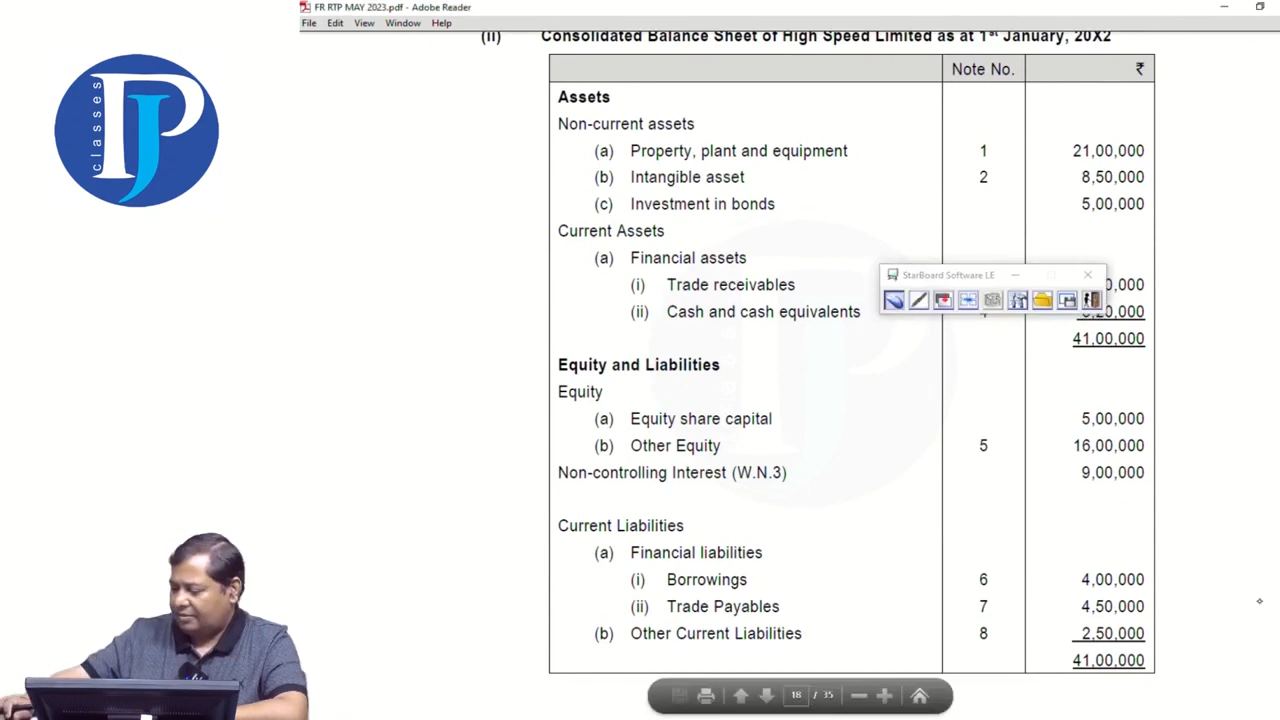 FR RTP MAY 2023.pdf - Adobe Reader
File Edit View Window Help
classes
PJ
(ii) Consolidated Balance Sheet of High Speed Limited as at 1st January, 20X2
Note No. ₹
Assets
Non-current assets
(a) Property, plant and equipment 1 21,00,000
(b) Intangible asset 2 8,50,000
(c) Investment in bonds 5,00,000
Current Assets
(a) Financial assets
StarBoard Software LE
(i) Trade receivables
(ii) Cash and cash equivalents
41,00,000
Equity and Liabilities
Equity
(a) Equity share capital 5,00,000
(b) Other Equity 5 16,00,000
Non-controlling Interest (W.N.3) 9,00,000
Current Liabilities
(a) Financial liabilities
(i) Borrowings 6 4,00,000
(ii) Trade Payables 7 4,50,000
(b) Other Current Liabilities 8 2,50,000
41,00,000
18 / 35